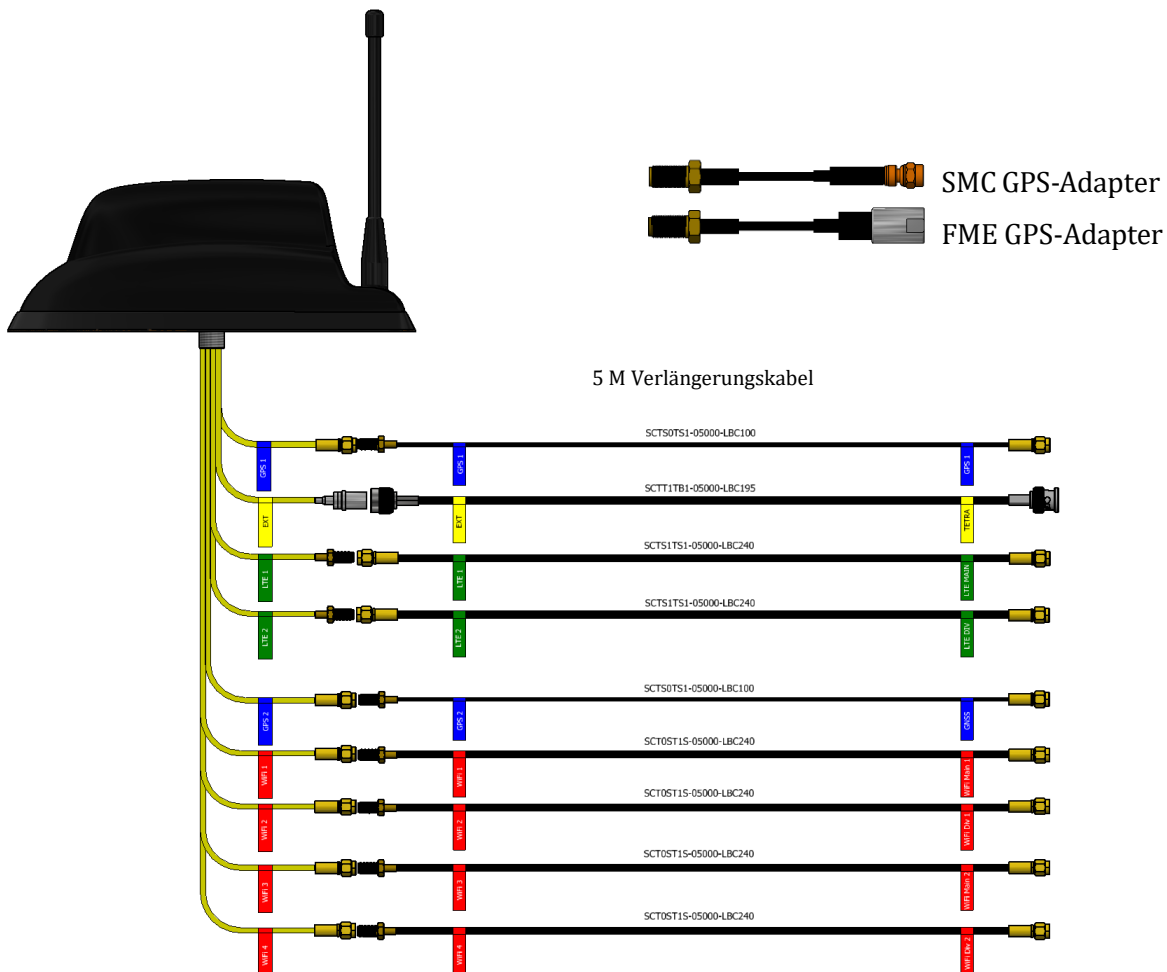 SMC GPS-Adapter
FME GPS-Adapter
5 M Verlängerungskabel
SCTS0TS1-05000-LBC100
GPS 1 GPS 1 GPS 1
SCTT1TB1-05000-LBC195
EXT EXT TETRA
SCTS1TS1-05000-LBC240
LTE 1 LTE 1 LTE MAIN
SCTS1TS1-05000-LBC240
LTE 2 LTE 2 LTE DIV
SCTS0TS1-05000-LBC100
GPS 2 GPS 2 GNSS
SCT0ST1S-05000-LBC240
WiFi 1 WiFi 1 WiFi Main 1
SCT0ST1S-05000-LBC240
WiFi 2 WiFi 2 WiFi Div 1
SCT0ST1S-05000-LBC240
WiFi 3 WiFi 3 WiFi Main 2
SCT0ST1S-05000-LBC240
WiFi 4 WiFi 4 WiFi Div 2